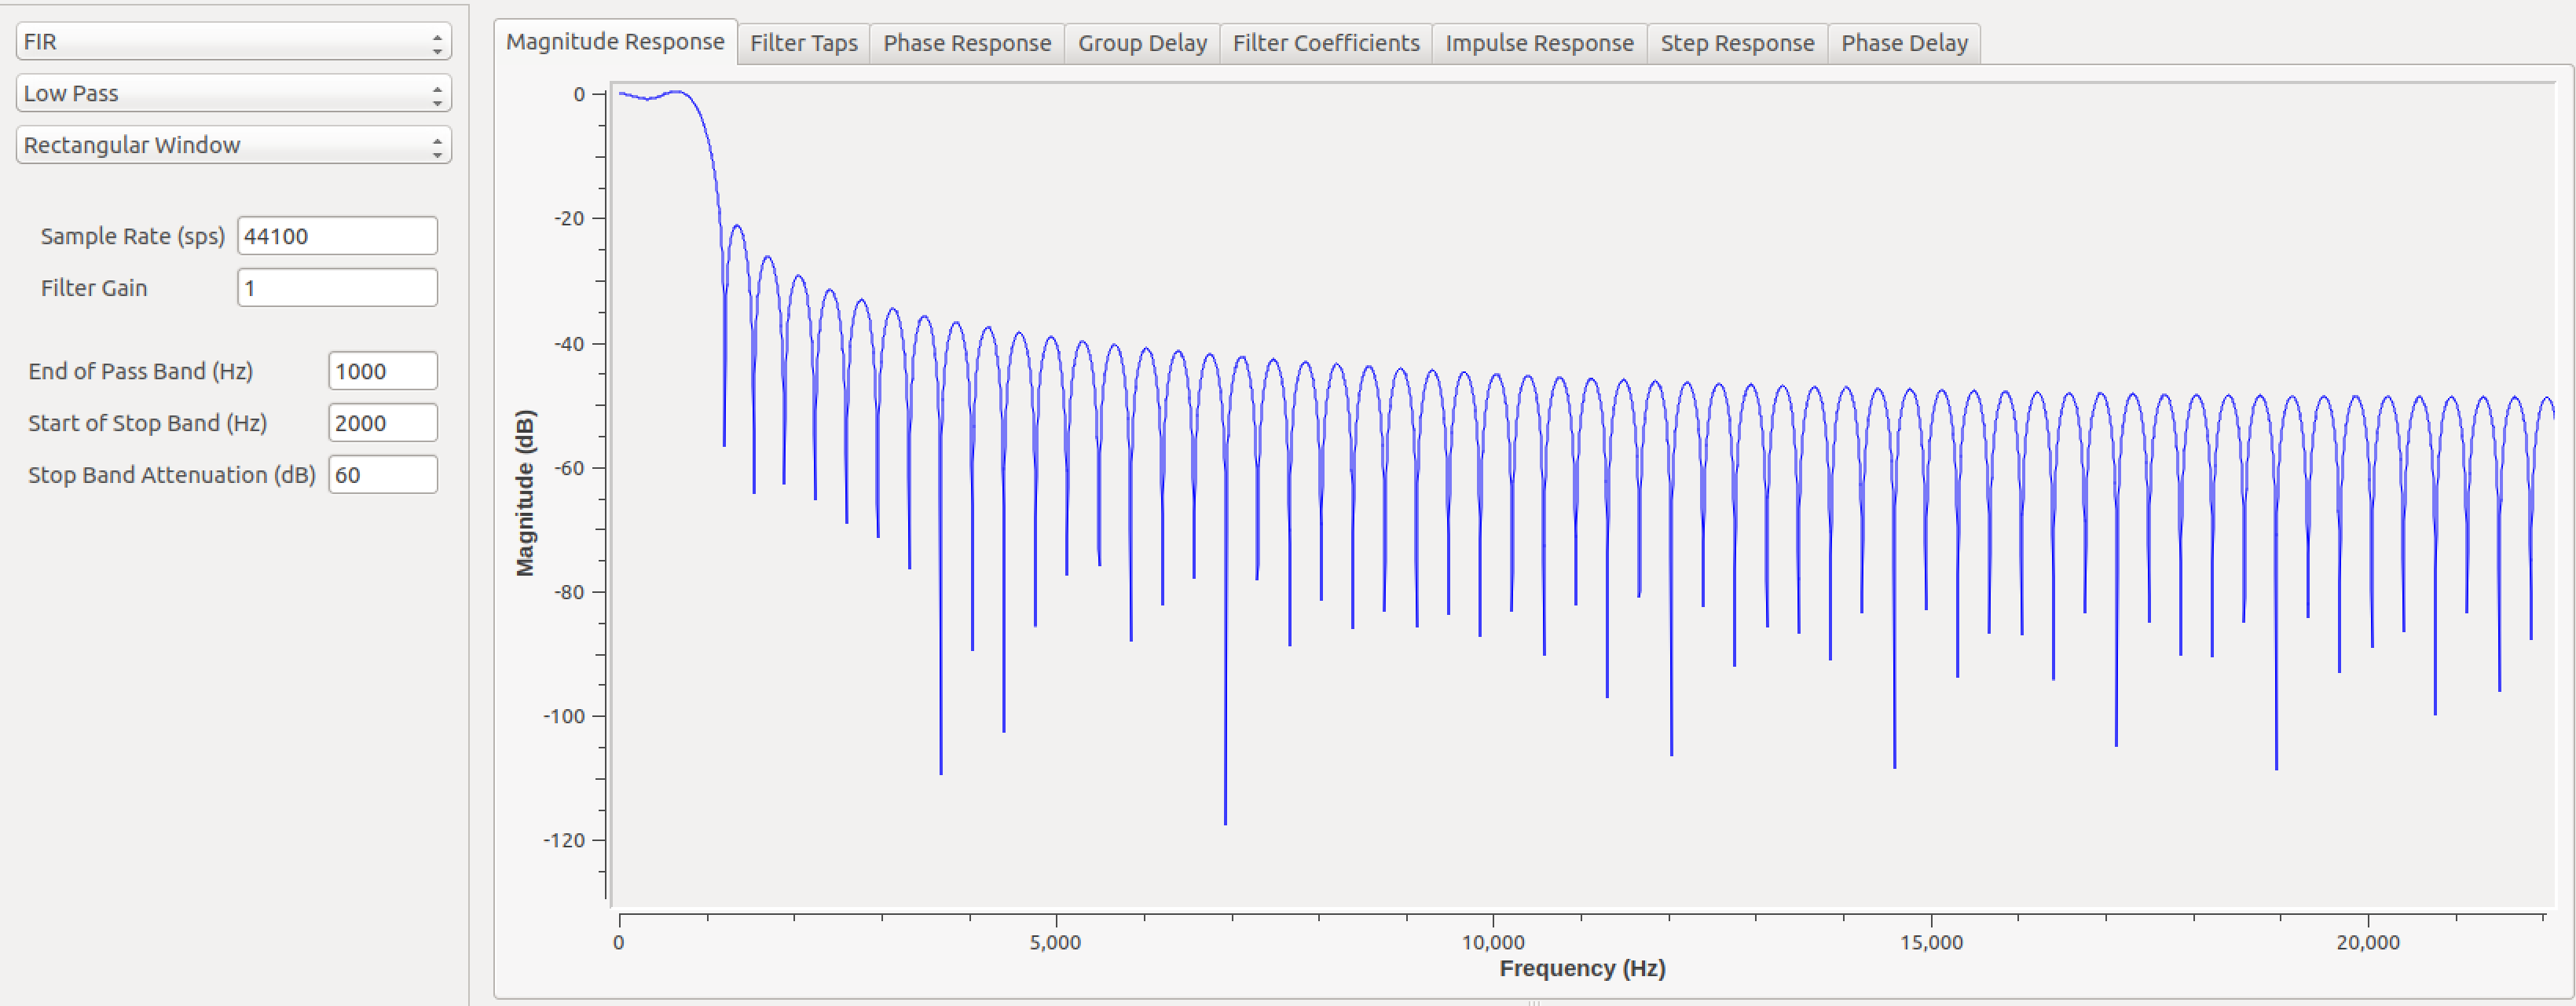 FIR
Low Pass
Rectangular Window
Sample Rate (sps) 44100
Filter Gain 1
End of Pass Band (Hz) 1000
Start of Stop Band (Hz) 2000
Stop Band Attenuation (dB) 60
Magnitude Response Filter Taps Phase Response Group Delay Filter Coefficients Impulse Response Step Response Phase Delay
0
-20
-40
-60
-80
-100
-120
Magnitude (dB)
0 5,000 10,000 15,000 20,000
Frequency (Hz)